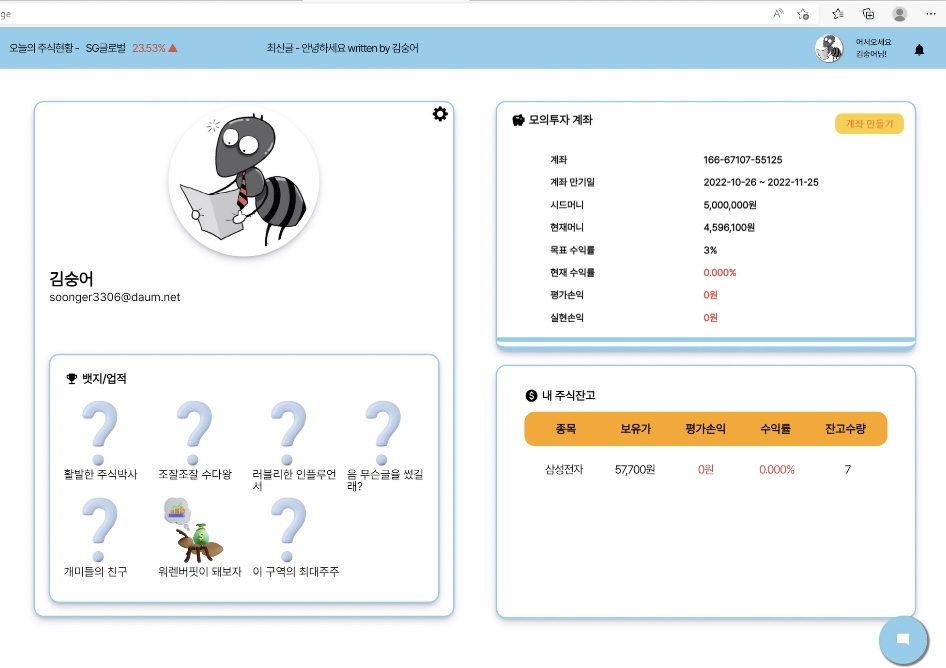 ge
오늘의 주식현황 - SG글로벌 23.53% ▲
최신글 - 안녕하세요 written by 김숭어
어서오세요
김숭어님!
김숭어
soonger3306@daum.net
뱃지/업적
활발한 주식박사
조잘조잘 수다왕
러블리한 인플루언서
음 무슨글을 썼길래?
개미들의 친구
워렌버핏이 돼보자
이 구역의 최대주주
모의투자 계좌
계좌 만들기
계좌 166-67107-55125
계좌 만기일 2022-10-26 ~ 2022-11-25
시드머니 5,000,000원
현재머니 4,596,100원
목표 수익률 3%
현재 수익률 0.000%
평가손익 0원
실현손익 0원
내 주식잔고
종목 보유가 평가손익 수익률 잔고수량
삼성전자 57,700원 0원 0.000% 7